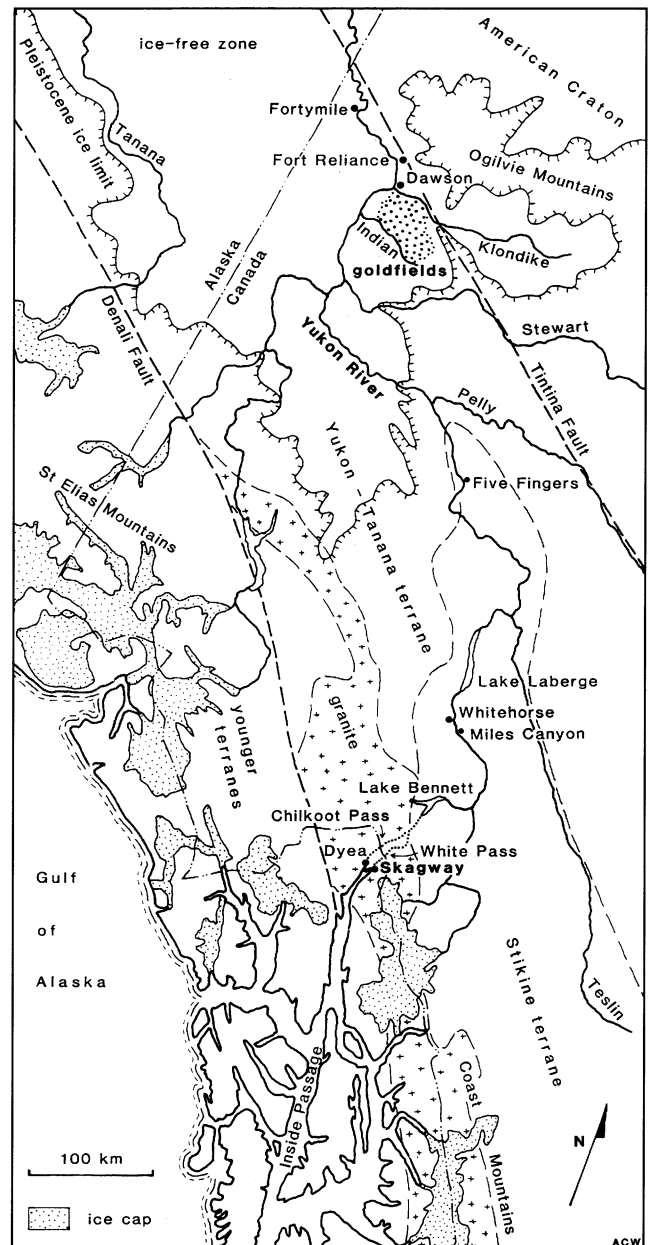 ice-free zone
American Craton
Pleistocene ice limit
Tanana
Fortymile
Fort Reliance
Dawson
Ogilvie Mountains
Alaska
Canada
Indian
Klondike
goldfields
Denali Fault
Yukon River
Stewart
Tintina Fault
Pelly
St Elias Mountains
Yukon - Tanana terrane
Five Fingers
Lake Laberge
Whitehorse
Miles Canyon
younger
terranes
granite
Lake Bennett
Chilkoot Pass
Dyea
White Pass
Skagway
Gulf
of
Alaska
Stikine terrane
Teslin
Inside Passage
Coast
Mountains
100 km
N
ice cap
ACW